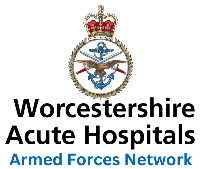 Worcestershire
Acute Hospitals
Armed Forces Network